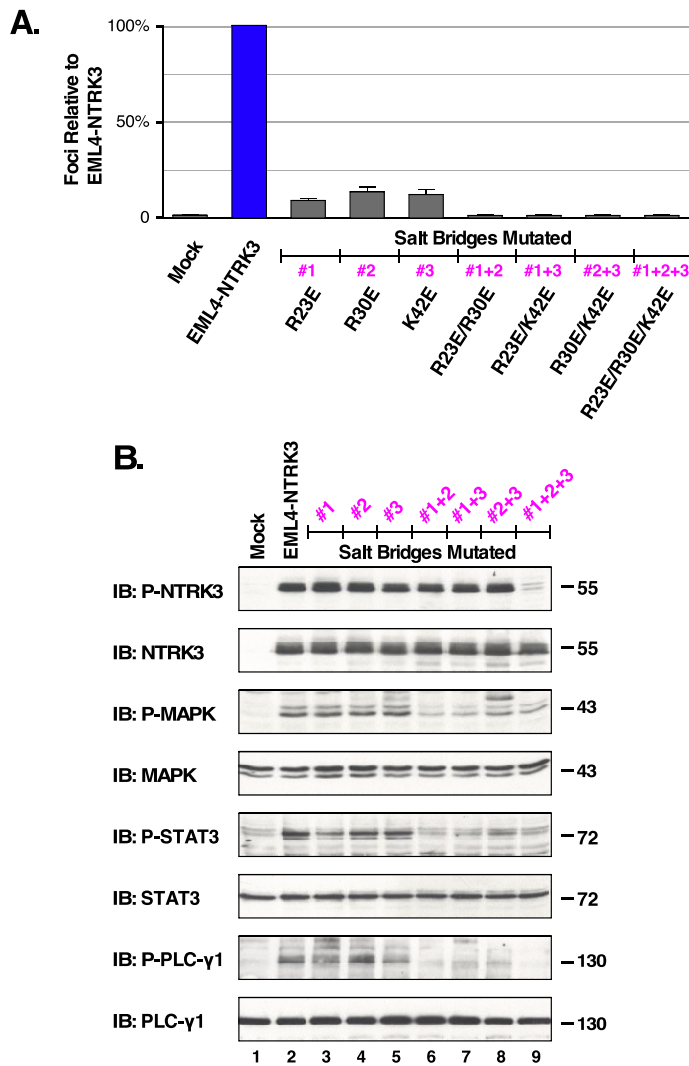 A.
Foci Relative to
EML4-NTRK3
100%
50%
0
Mock
EML4-NTRK3
Salt Bridges Mutated
#1 #2 #3 #1+2 #1+3 #2+3 #1+2+3
R23E
R30E
K42E
R23E/R30E
R23E/K42E
R30E/K42E
R23E/R30E/K42E
B.
Mock
EML4-NTRK3
#1 #2 #3 #1+2 #1+3 #2+3 #1+2+3
Salt Bridges Mutated
IB: P-NTRK3 55
IB: NTRK3 55
IB: P-MAPK 43
IB: MAPK 43
IB: P-STAT3 72
IB: STAT3 72
IB: P-PLC-γ1 130
IB: PLC-γ1 130
1 2 3 4 5 6 7 8 9